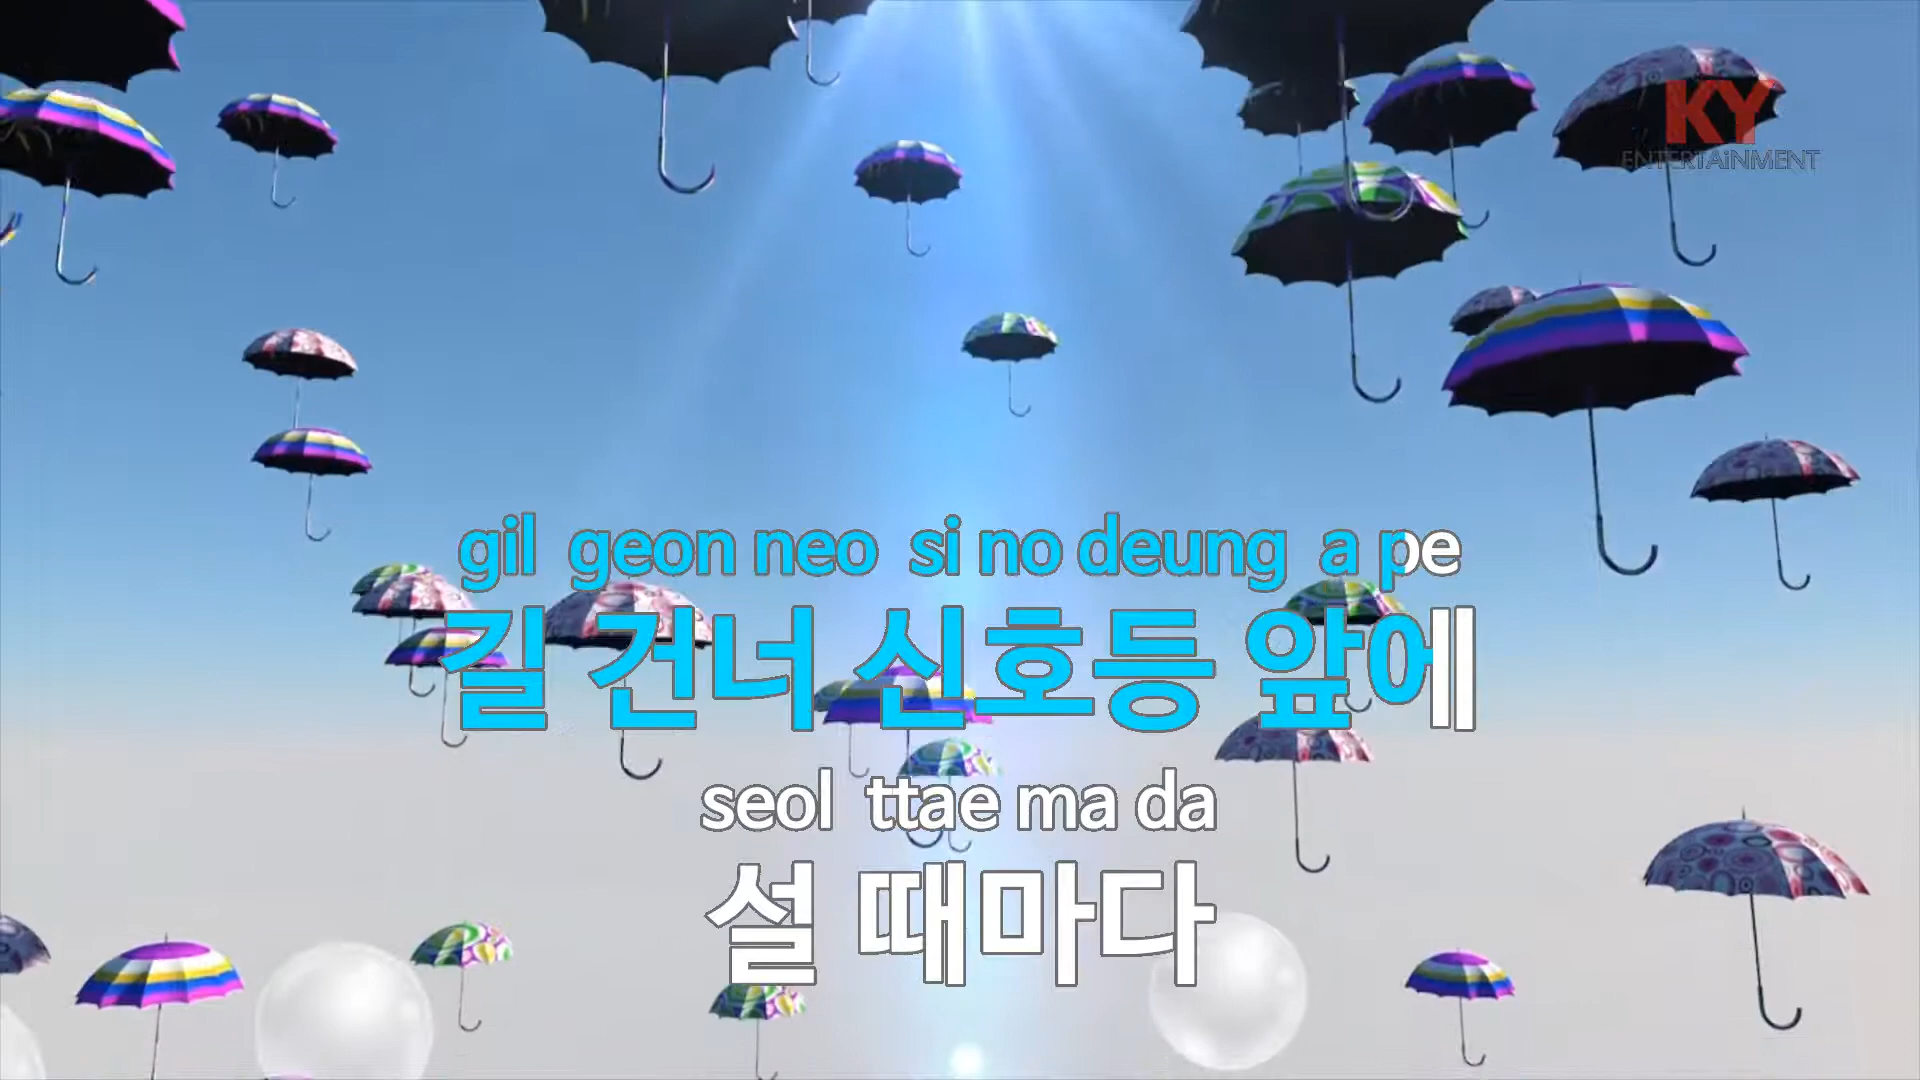 KY
ENTERTAiNMENT
gil geon neo si no deung a pe
길 건너 신호등 앞에
seol ttae ma da
설 때마다